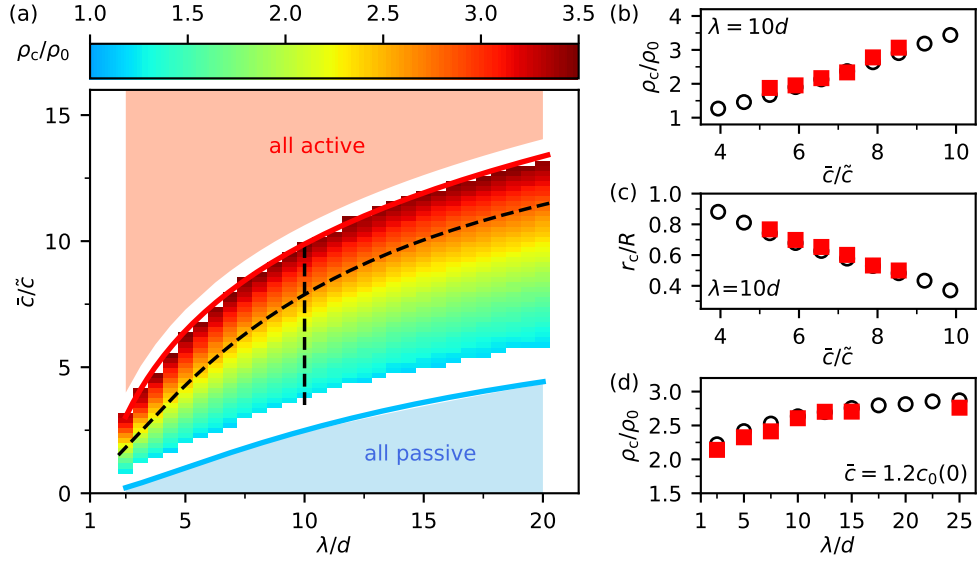 (a)
1.0 1.5 2.0 2.5 3.0 3.5
ρc/ρ0
15
10
5
0
c̄/c̃
all active
all passive
1 5 10 15 20
λ/d
(b)
λ = 10d
4
3
2
1
ρc/ρ0
4 6 8 10
c̄/c̃
(c)
1.0
0.8
0.6
0.4
rc/R
λ=10d
4 6 8 10
c̄/c̃
(d)
3.0
2.5
2.0
1.5
ρc/ρ0
c̄ = 1.2c0(0)
1 5 10 15 20 25
λ/d